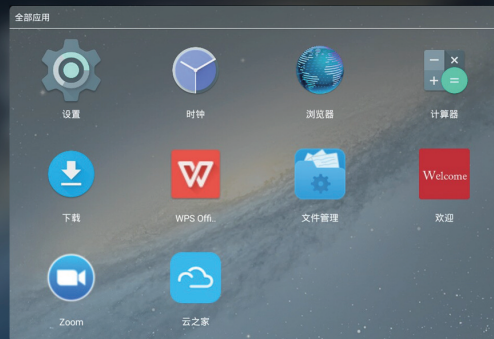 全部应用
设置
时钟
浏览器
计算器
下载
WPS Offi..
文件管理
Welcome
欢迎
Zoom
云之家